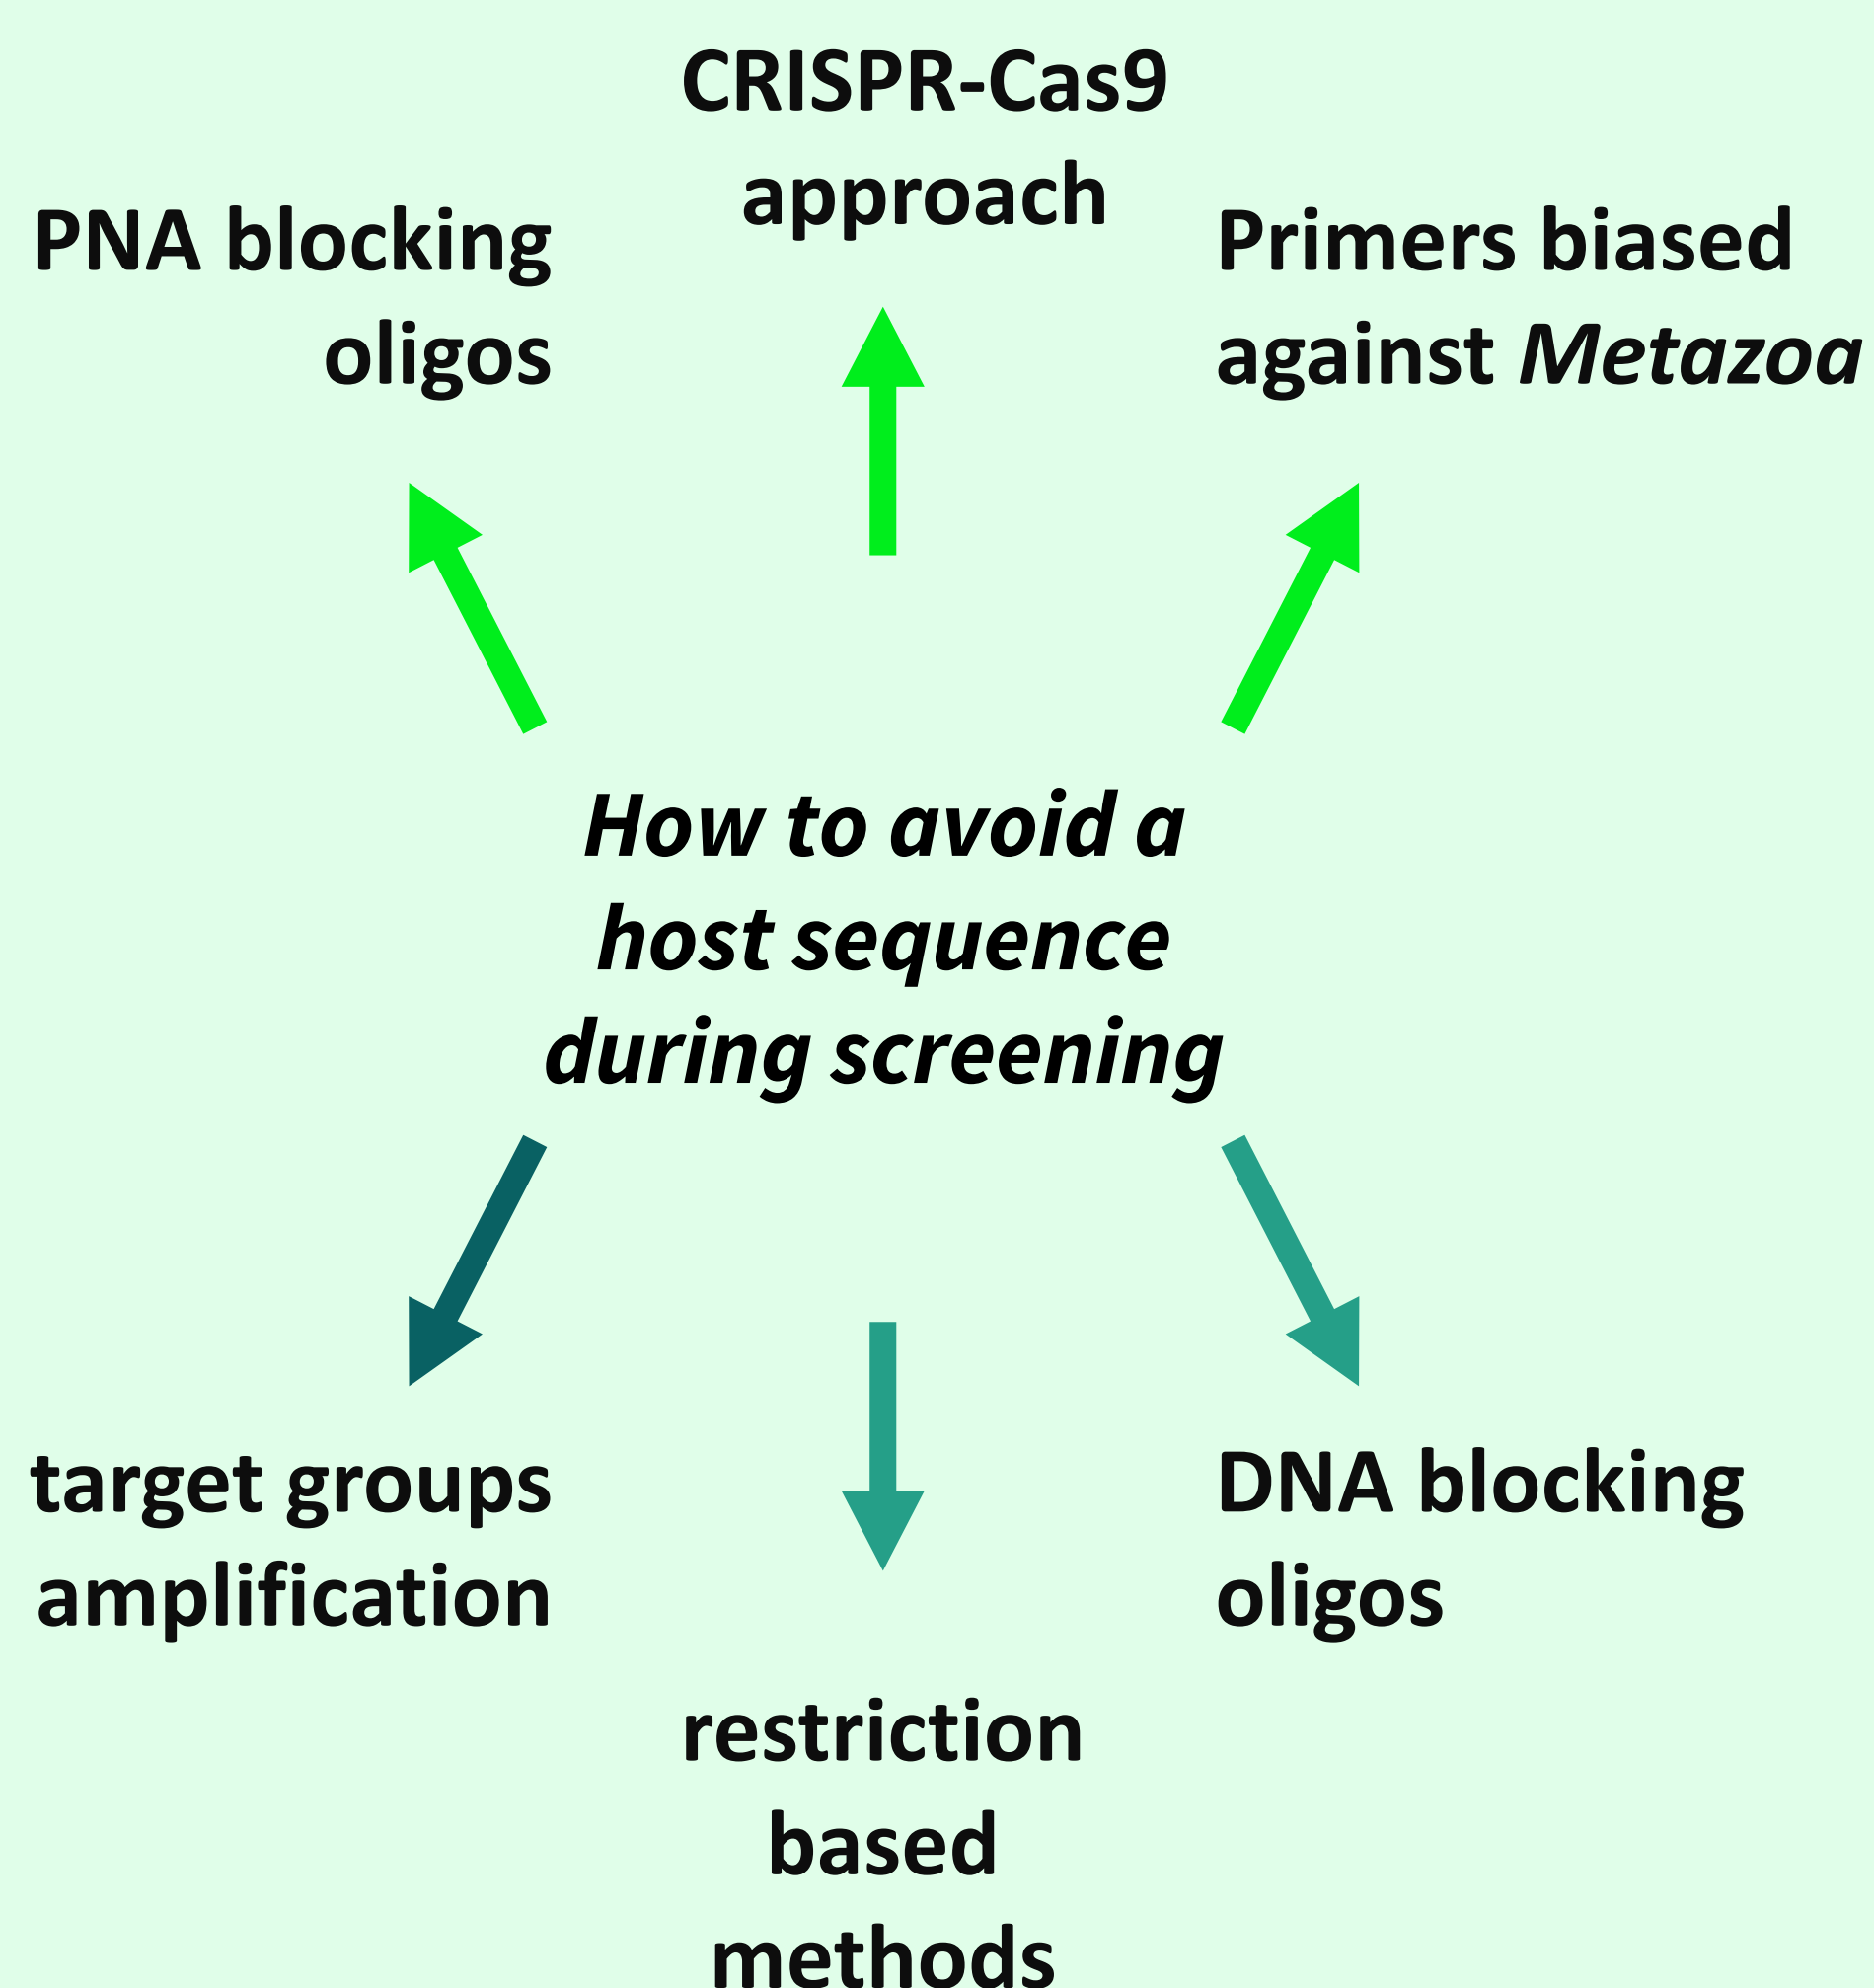 CRISPR-Cas9
approach
PNA blocking
oligos
Primers biased
against Metazoa
How to avoid a
host sequence
during screening
target groups
amplification
DNA blocking
oligos
restriction
based
methods